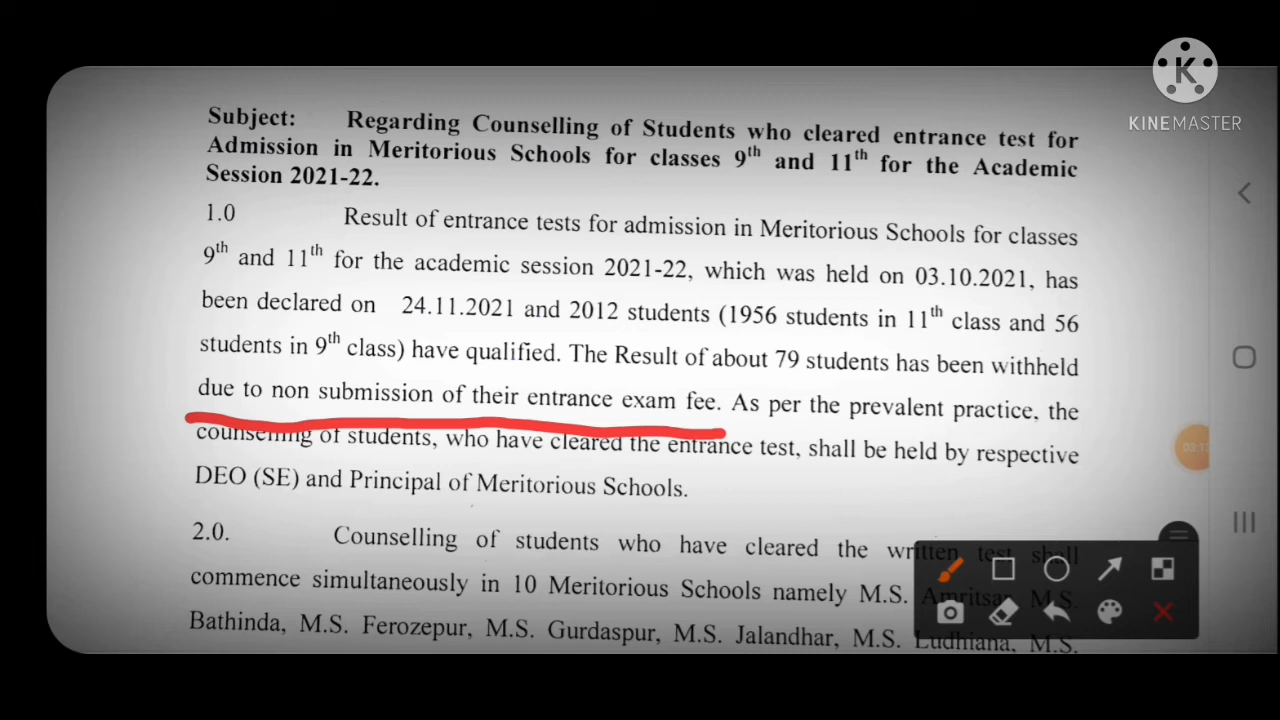 KINEMASTER
Subject: Regarding Counselling of Students who cleared entrance test for
Admission in Meritorious Schools for classes 9th and 11th for the Academic
Session 2021-22.
1.0 Result of entrance tests for admission in Meritorious Schools for classes
9th and 11th for the academic session 2021-22, which was held on 03.10.2021, has
been declared on 24.11.2021 and 2012 students (1956 students in 11th class and 56
students in 9th class) have qualified. The Result of about 79 students has been withheld
due to non submission of their entrance exam fee. As per the prevalent practice, the
counselling of students, who have cleared the entrance test, shall be held by respective
DEO (SE) and Principal of Meritorious Schools.
2.0. Counselling of students who have cleared the written test shall
commence simultaneously in 10 Meritorious Schools namely M.S. Amritsar, M.S.
Bathinda, M.S. Ferozepur, M.S. Gurdaspur, M.S. Jalandhar, M.S. Ludhiana, M.S.